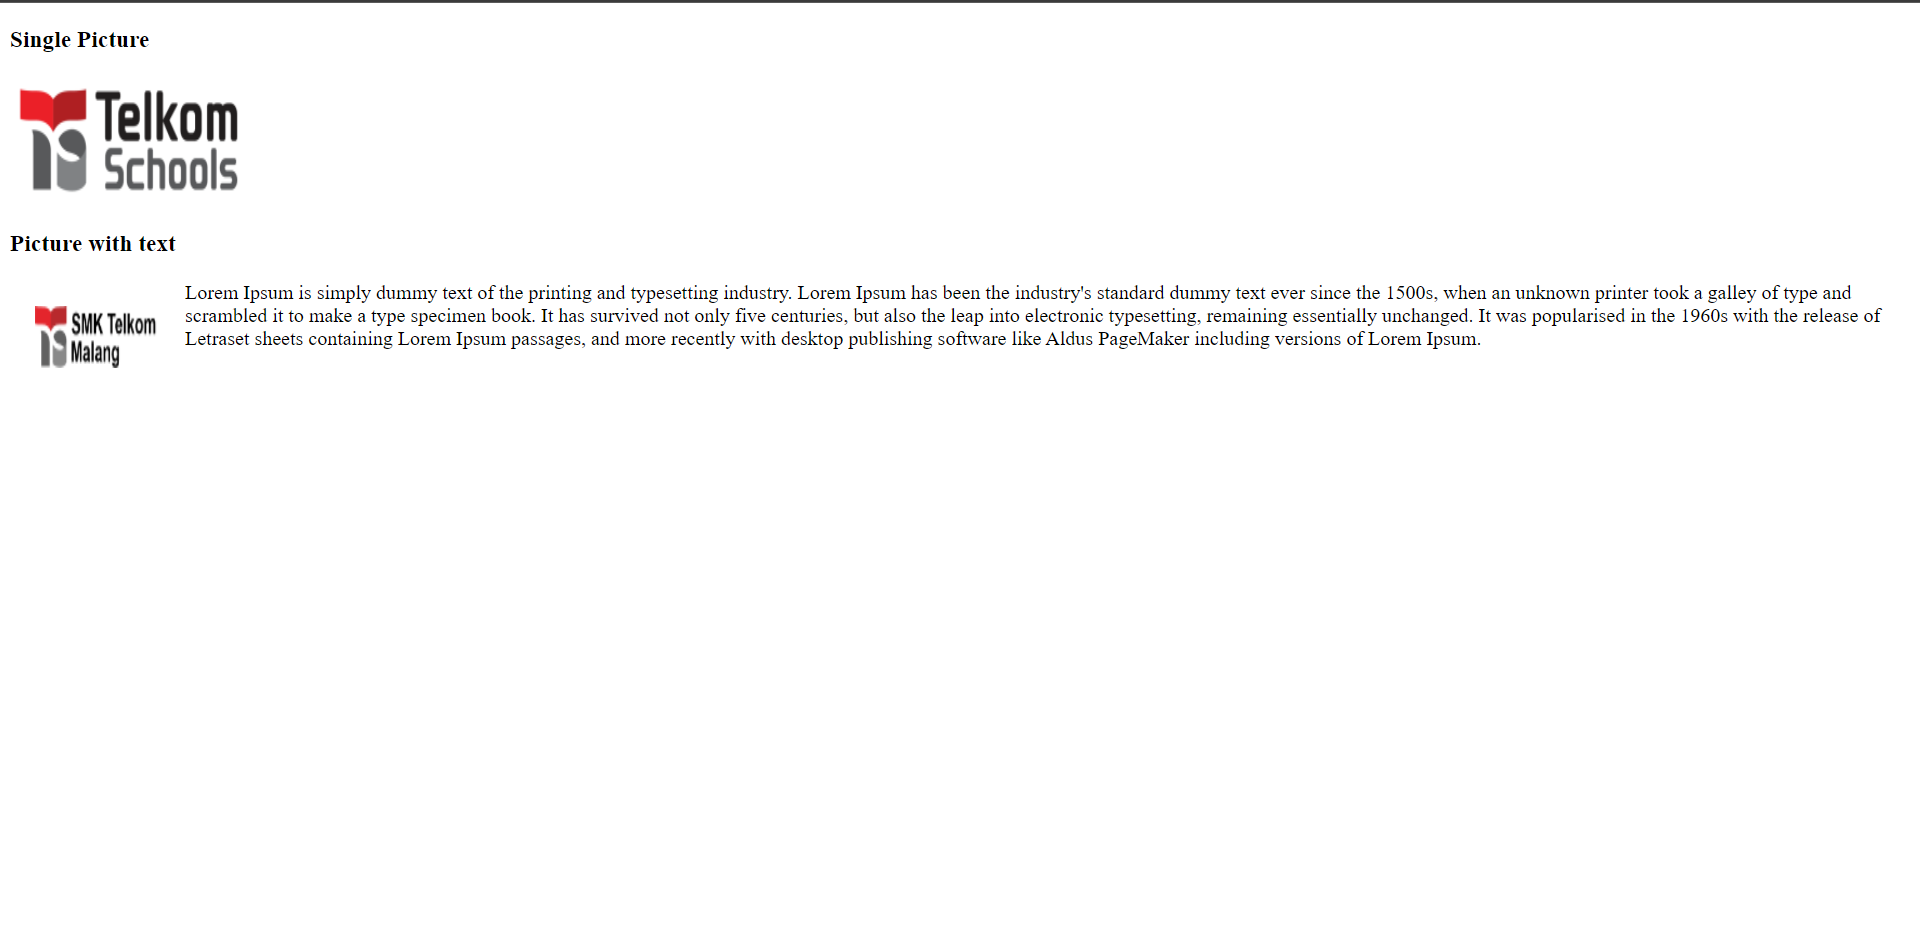 Single Picture
Telkom
Schools
Picture with text
SMK Telkom
Malang
Lorem Ipsum is simply dummy text of the printing and typesetting industry. Lorem Ipsum has been the industry's standard dummy text ever since the 1500s, when an unknown printer took a galley of type and
scrambled it to make a type specimen book. It has survived not only five centuries, but also the leap into electronic typesetting, remaining essentially unchanged. It was popularised in the 1960s with the release of
Letraset sheets containing Lorem Ipsum passages, and more recently with desktop publishing software like Aldus PageMaker including versions of Lorem Ipsum.